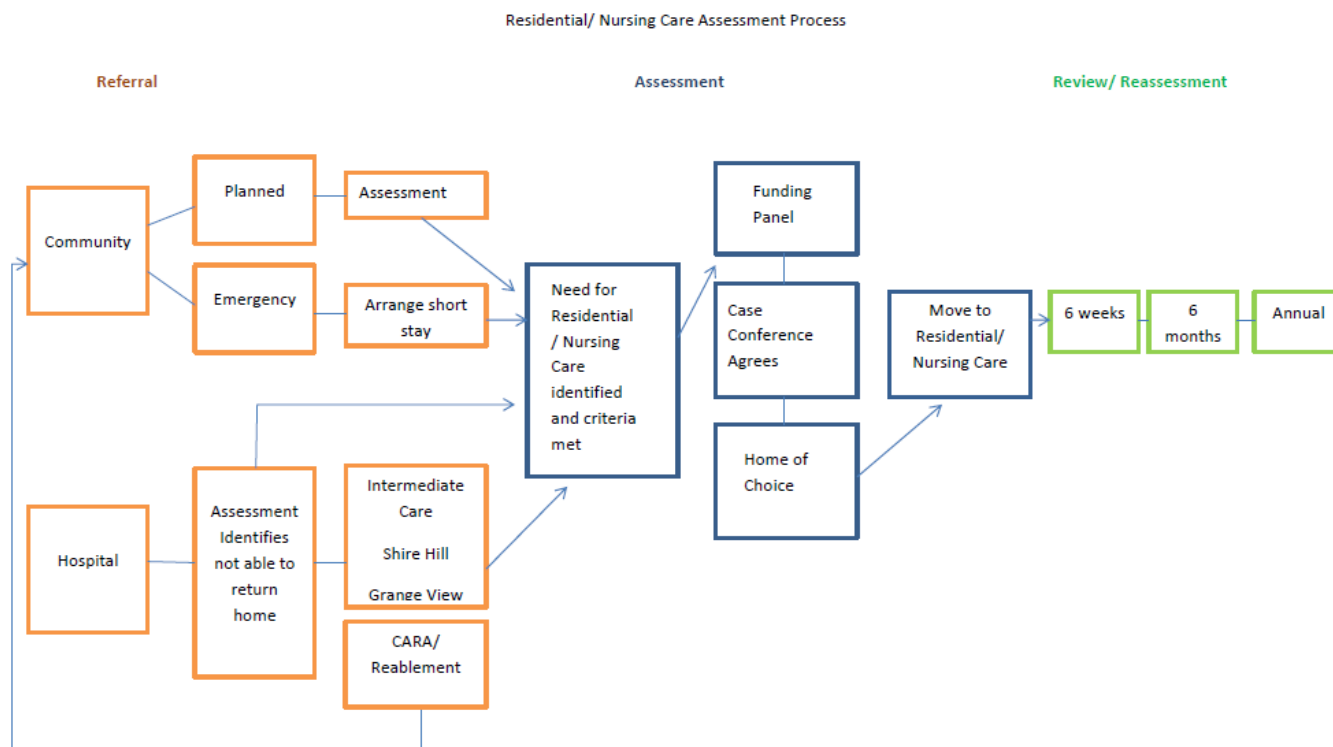 Residential/ Nursing Care Assessment Process
Referral
Assessment
Review/ Reassessment
Community
Planned
Assessment
Emergency
Arrange short
stay
Hospital
Assessment
Identifies
not able to
return
home
Intermediate
Care
Shire Hill
Grange View
CARA/
Reablement
Need for
Residential
/ Nursing
Care
identified
and criteria
met
Funding
Panel
Case
Conference
Agrees
Home of
Choice
Move to
Residential/
Nursing Care
6 weeks
6
months
Annual